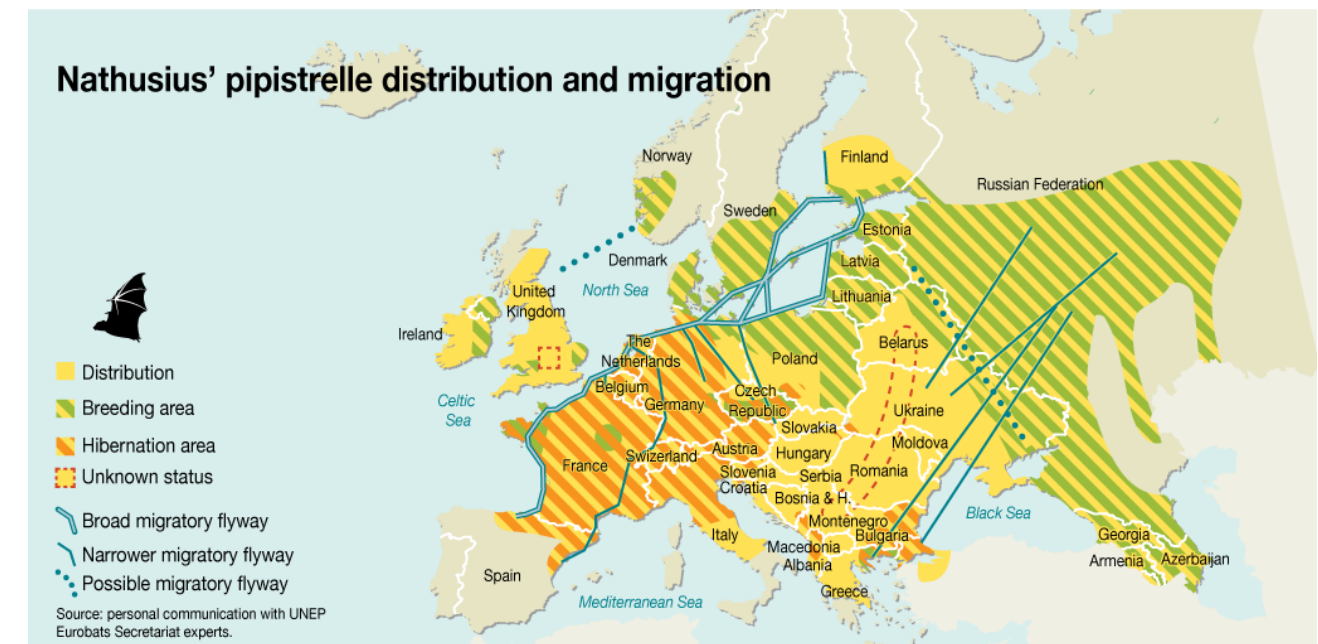 Nathusius' pipistrelle distribution and migration
Norway
Finland
Russian Federation
Sweden
Estonia
Denmark
Latvia
North Sea
United
Kingdom
Lithuania
Ireland
The
Netherlands
Belarus
Poland
Distribution
Belgium
Czech
Republic
Celtic
Sea
Germany
Ukraine
Breeding area
Slovakia
Moldova
Hibernation area
France
Swizerland
Austria
Hungary
Unknown status
Slovenia
Serbia
Romania
Croatia
Bosnia & H.
Black Sea
Broad migratory flyway
Montenegro
Italy
Bulgaria
Georgia
Narrower migratory flyway
Macedonia
Armenia
Azerbaijan
Albania
Spain
Possible migratory flyway
Greece
Mediterranean Sea
Source: personal communication with UNEP
Eurobats Secretariat experts.